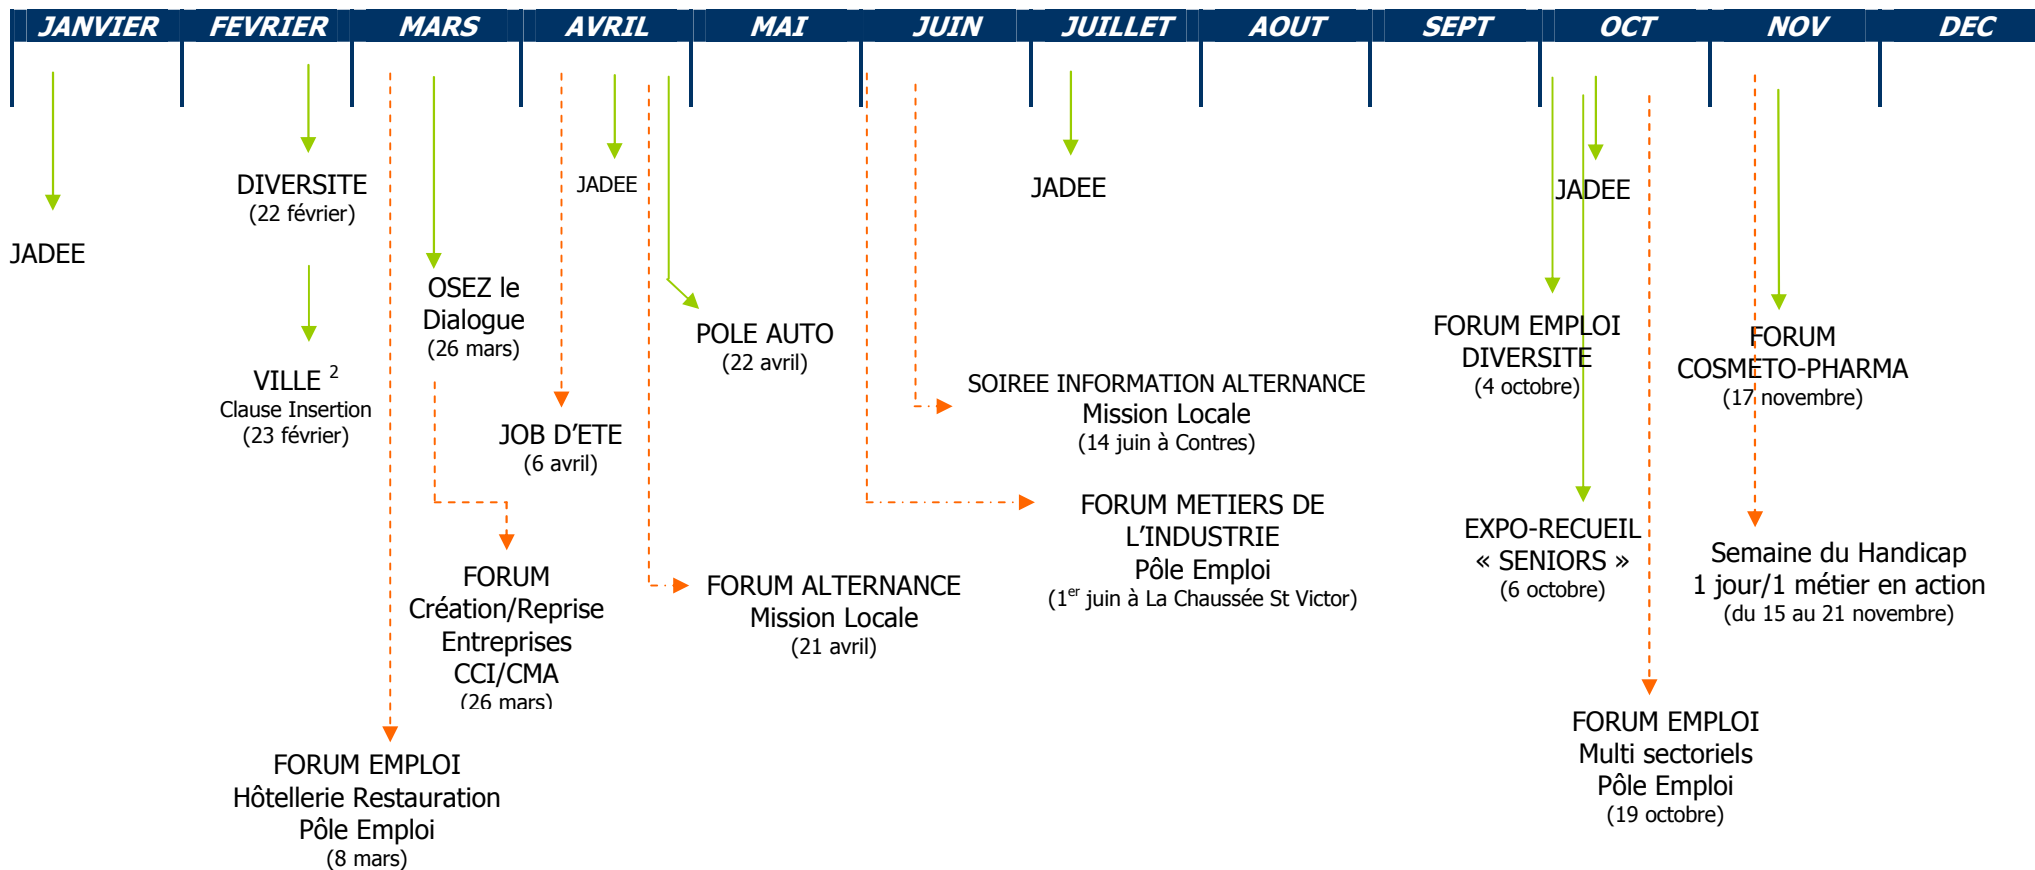 JANVIER FEVRIER MARS AVRIL MAI JUIN JUILLET AOUT SEPT OCT NOV DEC
JADEE
DIVERSITE
(22 février)
VILLE ²
Clause Insertion
(23 février)
OSEZ le
Dialogue
(26 mars)
FORUM
Création/Reprise
Entreprises
CCI/CMA
(26 mars)
FORUM EMPLOI
Hôtellerie Restauration
Pôle Emploi
(8 mars)
JOB D’ETE
(6 avril)
JADEE
POLE AUTO
(22 avril)
FORUM ALTERNANCE
Mission Locale
(21 avril)
JADEE
SOIREE INFORMATION ALTERNANCE
Mission Locale
(14 juin à Contres)
FORUM METIERS DE
L’INDUSTRIE
Pôle Emploi
(1er juin à La Chaussée St Victor)
JADEE
FORUM EMPLOI
DIVERSITE
(4 octobre)
EXPO-RECUEIL
« SENIORS »
(6 octobre)
FORUM EMPLOI
Multi sectoriels
Pôle Emploi
(19 octobre)
FORUM
COSMETO-PHARMA
(17 novembre)
Semaine du Handicap
1 jour/1 métier en action
(du 15 au 21 novembre)